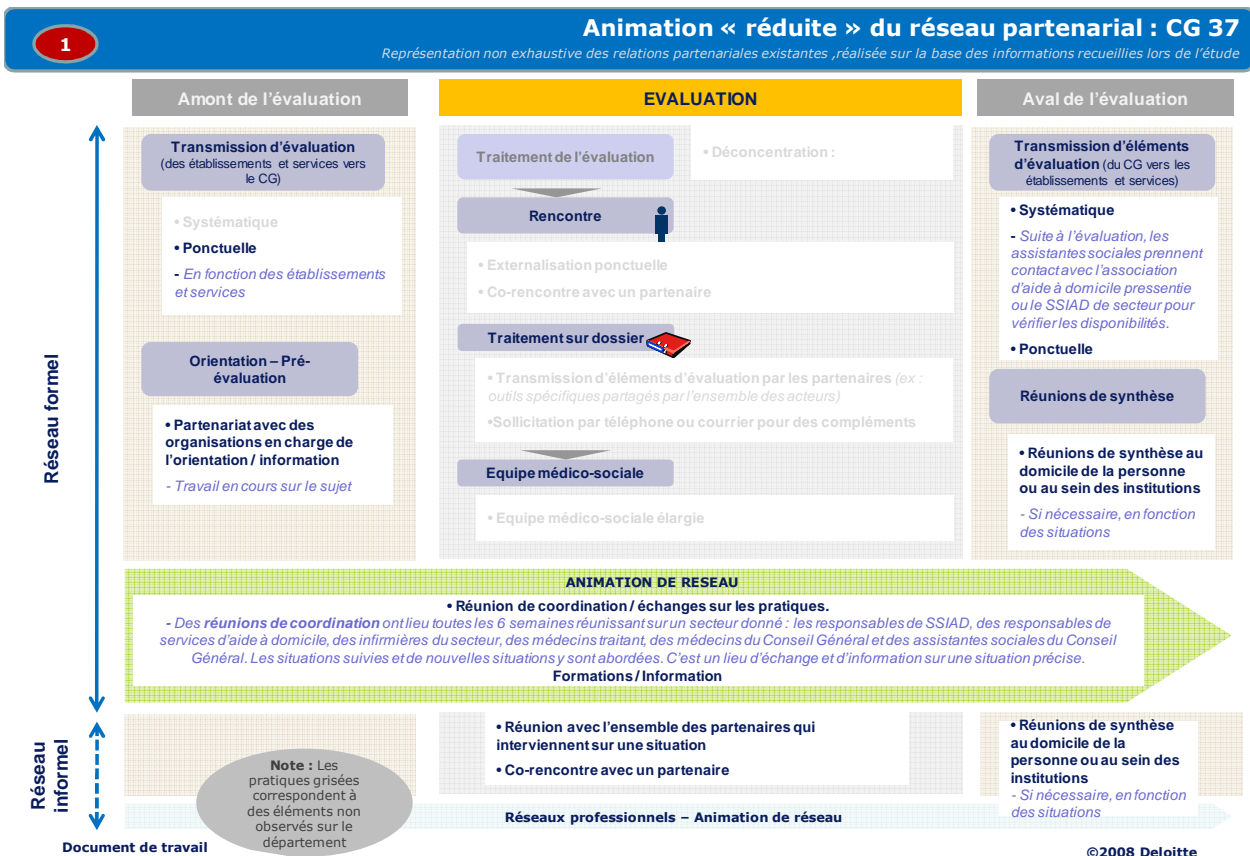 1
Animation « réduite » du réseau partenarial : CG 37
Représentation non exhaustive des relations partenariales existantes ,réalisée sur la base des informations recueillies lors de l'étude
Amont de l'évaluation
EVALUATION
Aval de l'évaluation
Réseau formel
Transmission d'évaluation
(des établissements et services vers
le CG)
• Systématique
• Ponctuelle
- En fonction des établissements
et services
Orientation – Pré-
évaluation
• Partenariat avec des
organisations en charge de
l'orientation / information
- Travail en cours sur le sujet
Traitement de l'évaluation
• Déconcentration :
Rencontre
• Externalisation ponctuelle
• Co-rencontre avec un partenaire
Traitement sur dossier
• Transmission d'éléments d'évaluation par les partenaires (ex :
outils spécifiques partagés par l'ensemble des acteurs)
•Sollicitation par téléphone ou courrier pour des compléments
Equipe médico-sociale
• Equipe médico-sociale élargie
Transmission d'éléments
d'évaluation (du CG vers les
établissements et services)
• Systématique
- Suite à l'évaluation, les
assistantes sociales prennent
contact avec l'association
d'aide à domicile pressentie
ou le SSIAD de secteur pour
vérifier les disponibilités.
• Ponctuelle
Réunions de synthèse
• Réunions de synthèse au
domicile de la personne
ou au sein des institutions
- Si nécessaire, en fonction
des situations
ANIMATION DE RESEAU
• Réunion de coordination / échanges sur les pratiques.
- Des réunions de coordination ont lieu toutes les 6 semaines réunissant sur un secteur donné : les responsables de SSIAD, des responsables de
services d'aide à domicile, des infirmières du secteur, des médecins traitant, des médecins du Conseil Général et des assistantes sociales du Conseil
Général. Les situations suivies et de nouvelles situations y sont abordées. C'est un lieu d'échange et d'information sur une situation précise.
Formations / Information
Réseau
informel
Note : Les
pratiques grisées
correspondent à
des éléments non
observés sur le
département
• Réunion avec l'ensemble des partenaires qui
interviennent sur une situation
• Co-rencontre avec un partenaire
• Réunions de synthèse
au domicile de la
personne ou au sein des
institutions
- Si nécessaire, en fonction
des situations
Réseaux professionnels – Animation de réseau
Document de travail
©2008 Deloitte